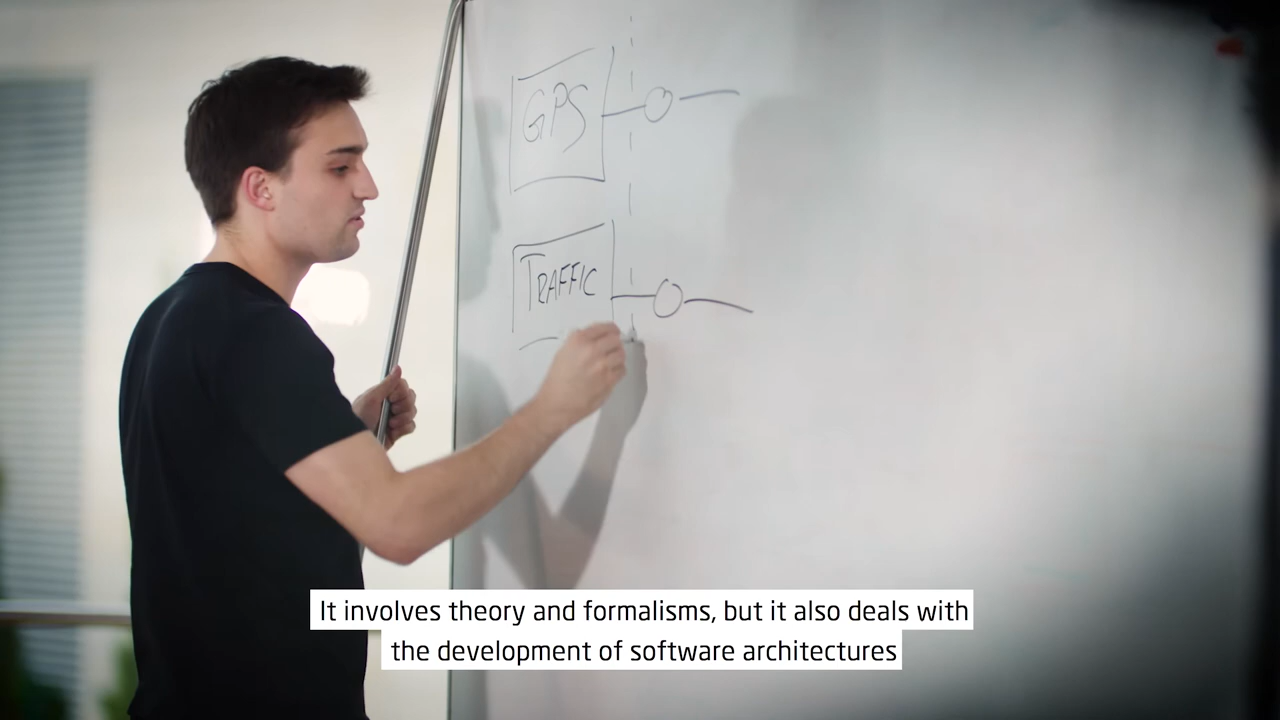 GPS
TRAFFIC
It involves theory and formalisms, but it also deals with
the development of software architectures